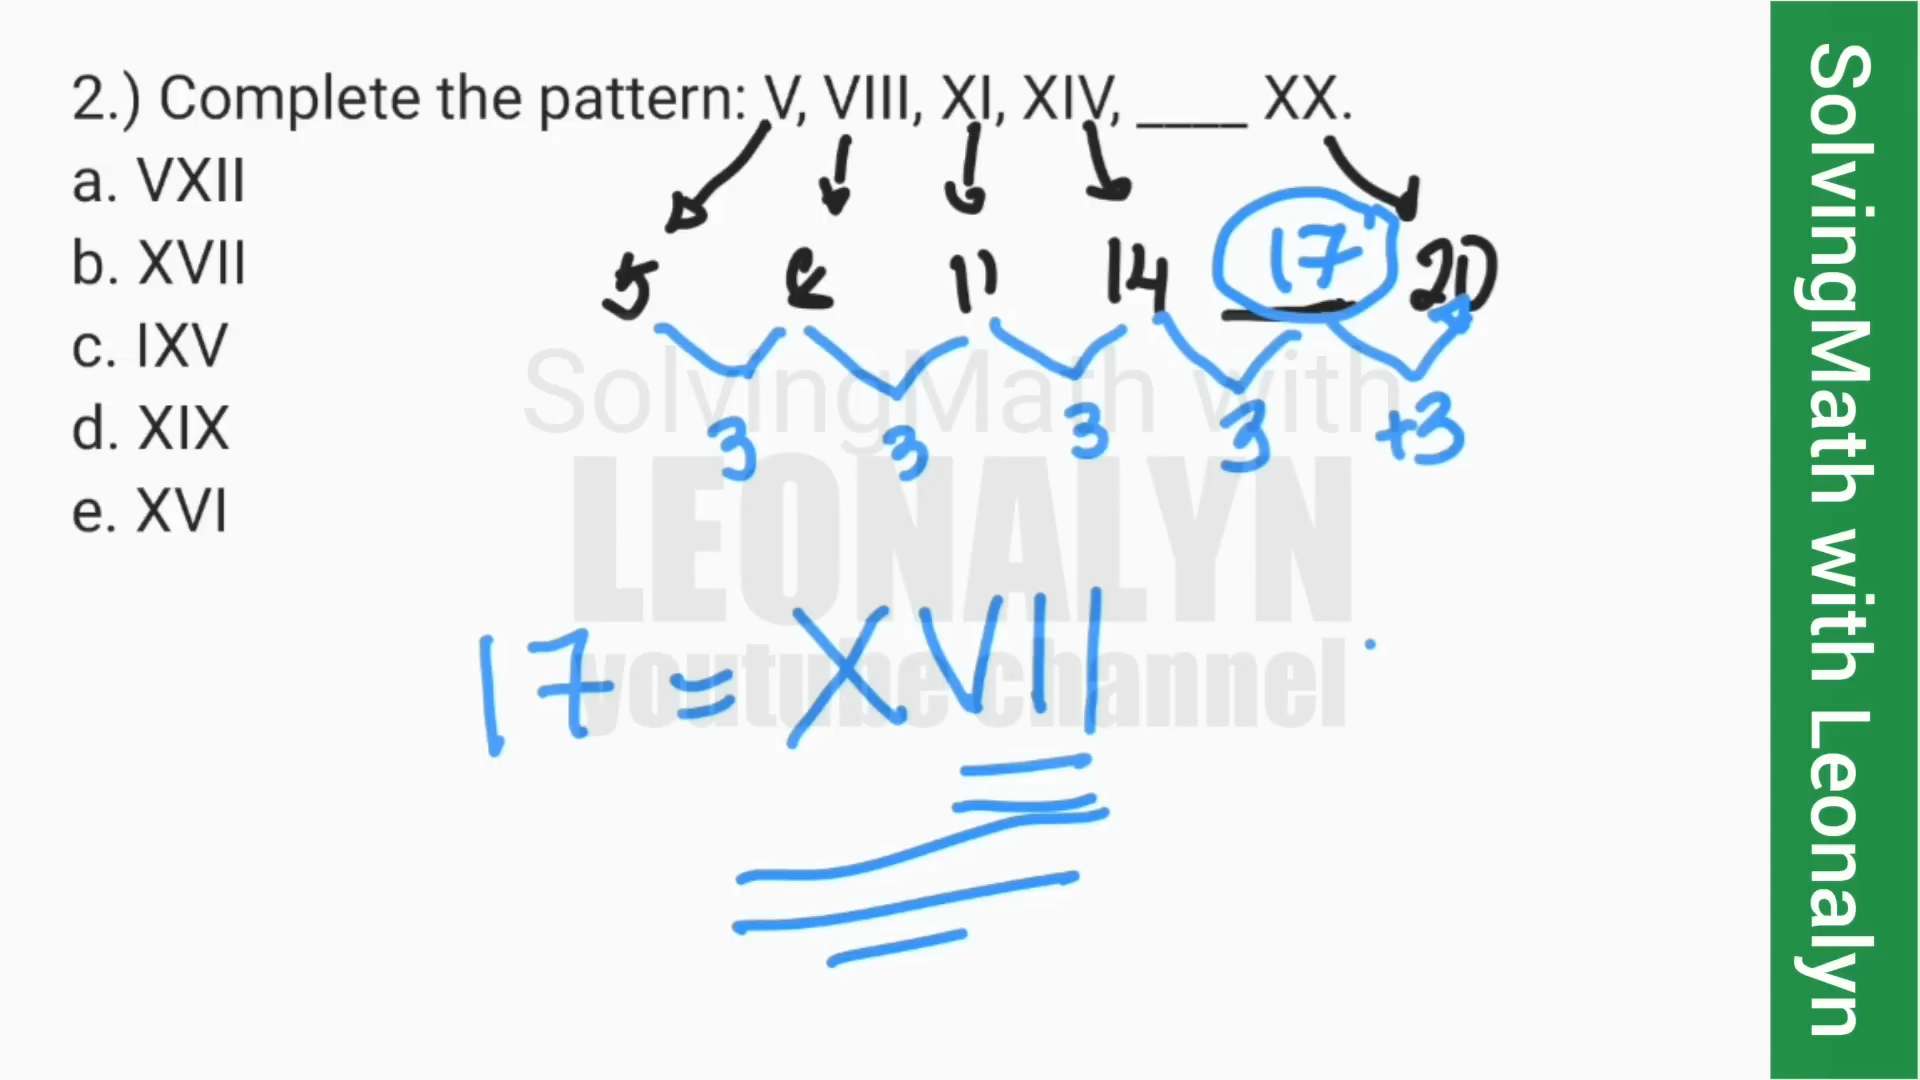 2.) Complete the pattern: V, VIII, XI, XIV, ____ XX.
a. VXII
b. XVII
c. IXV
d. XIX
e. XVI
5 8 11 14 17 20
3 3 3 3 +3
17 = XVII
SolvingMath with
LEONALYN
youtube channel
SolvingMath with Leonalyn